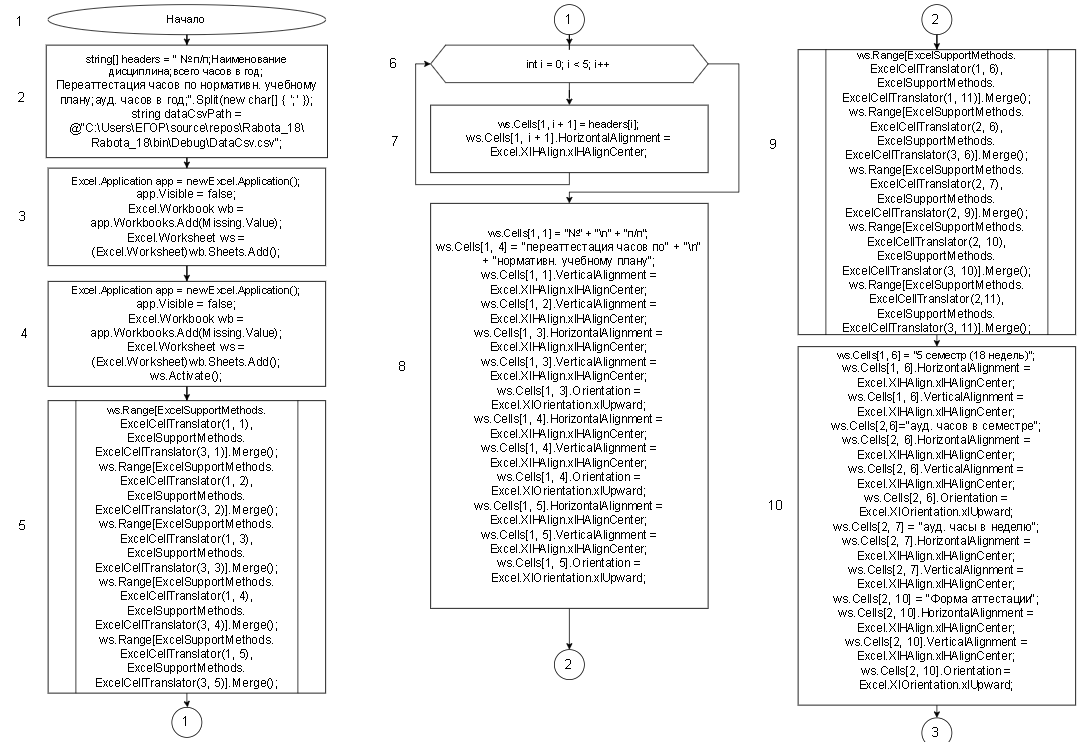 1
Начало
2
string[] headers = " №п/п;Наименование
дисциплина;всего часов в год;
Переаттестация часов по нормативн. учебному
плану;ауд. часов в год;".Split(new char[] { ';' });
string dataCsvPath =
@"C:\Users\ЕГОР\source\repos\Rabota_18\
Rabota_18\bin\Debug\DataCsv.csv";
3
Excel.Application app = newExcel.Application();
app.Visible = false;
Excel.Workbook wb =
app.Workbooks.Add(Missing.Value);
Excel.Worksheet ws =
(Excel.Worksheet)wb.Sheets.Add();
4
Excel.Application app = newExcel.Application();
app.Visible = false;
Excel.Workbook wb =
app.Workbooks.Add(Missing.Value);
Excel.Worksheet ws =
(Excel.Worksheet)wb.Sheets.Add();
ws.Activate();
5
ws.Range[ExcelSupportMethods.
ExcelCellTranslator(1, 1),
ExcelSupportMethods.
ExcelCellTranslator(3, 1)].Merge();
ws.Range[ExcelSupportMethods.
ExcelCellTranslator(1, 2),
ExcelSupportMethods.
ExcelCellTranslator(3, 2)].Merge();
ws.Range[ExcelSupportMethods.
ExcelCellTranslator(1, 3),
ExcelSupportMethods.
ExcelCellTranslator(3, 3)].Merge();
ws.Range[ExcelSupportMethods.
ExcelCellTranslator(1, 4),
ExcelSupportMethods.
ExcelCellTranslator(3, 4)].Merge();
ws.Range[ExcelSupportMethods.
ExcelCellTranslator(1, 5),
ExcelSupportMethods.
ExcelCellTranslator(3, 5)].Merge();
1
1
6
int i = 0; i < 5; i++
7
ws.Cells[1, i + 1] = headers[i];
ws.Cells[1, i + 1].HorizontalAlignment =
Excel.XlHAlign.xlHAlignCenter;
8
ws.Cells[1, 1] = "№" + "\n" + "п/п";
ws.Cells[1, 4] = "переаттестация часов по" + "\n"
+ "нормативн. учебному плану";
ws.Cells[1, 1].VerticalAlignment =
Excel.XlHAlign.xlHAlignCenter;
ws.Cells[1, 2].VerticalAlignment =
Excel.XlHAlign.xlHAlignCenter;
ws.Cells[1, 3].HorizontalAlignment =
Excel.XlHAlign.xlHAlignCenter;
ws.Cells[1, 3].VerticalAlignment =
Excel.XlHAlign.xlHAlignCenter;
ws.Cells[1, 3].Orientation =
Excel.XlOrientation.xlUpward;
ws.Cells[1, 4].HorizontalAlignment =
Excel.XlHAlign.xlHAlignCenter;
ws.Cells[1, 4].VerticalAlignment =
Excel.XlHAlign.xlHAlignCenter;
ws.Cells[1, 4].Orientation =
Excel.XlOrientation.xlUpward;
ws.Cells[1, 5].HorizontalAlignment =
Excel.XlHAlign.xlHAlignCenter;
ws.Cells[1, 5].VerticalAlignment =
Excel.XlHAlign.xlHAlignCenter;
ws.Cells[1, 5].Orientation =
Excel.XlOrientation.xlUpward;
2
2
9
ws.Range[ExcelSupportMethods.
ExcelCellTranslator(1, 6),
ExcelSupportMethods.
ExcelCellTranslator(1, 11)].Merge();
ws.Range[ExcelSupportMethods.
ExcelCellTranslator(2, 6),
ExcelSupportMethods.
ExcelCellTranslator(3, 6)].Merge();
ws.Range[ExcelSupportMethods.
ExcelCellTranslator(2, 7),
ExcelSupportMethods.
ExcelCellTranslator(2, 9)].Merge();
ws.Range[ExcelSupportMethods.
ExcelCellTranslator(2, 10),
ExcelSupportMethods.
ExcelCellTranslator(3, 10)].Merge();
ws.Range[ExcelSupportMethods.
ExcelCellTranslator(2,11),
ExcelSupportMethods.
ExcelCellTranslator(3, 11)].Merge();
10
ws.Cells[1, 6] = "5 семестр (18 недель)";
ws.Cells[1, 6].HorizontalAlignment =
Excel.XlHAlign.xlHAlignCenter;
ws.Cells[1, 6].VerticalAlignment =
Excel.XlHAlign.xlHAlignCenter;
ws.Cells[2,6]="ауд. часов в семестре";
ws.Cells[2, 6].HorizontalAlignment =
Excel.XlHAlign.xlHAlignCenter;
ws.Cells[2, 6].VerticalAlignment =
Excel.XlHAlign.xlHAlignCenter;
ws.Cells[2, 6].Orientation =
Excel.XlOrientation.xlUpward;
ws.Cells[2, 7] = "ауд. часы в неделю";
ws.Cells[2, 7].HorizontalAlignment =
Excel.XlHAlign.xlHAlignCenter;
ws.Cells[2, 7].VerticalAlignment =
Excel.XlHAlign.xlHAlignCenter;
ws.Cells[2, 10] = "Форма аттестации";
ws.Cells[2, 10].HorizontalAlignment =
Excel.XlHAlign.xlHAlignCenter;
ws.Cells[2, 10].VerticalAlignment =
Excel.XlHAlign.xlHAlignCenter;
ws.Cells[2, 10].Orientation =
Excel.XlOrientation.xlUpward;
3